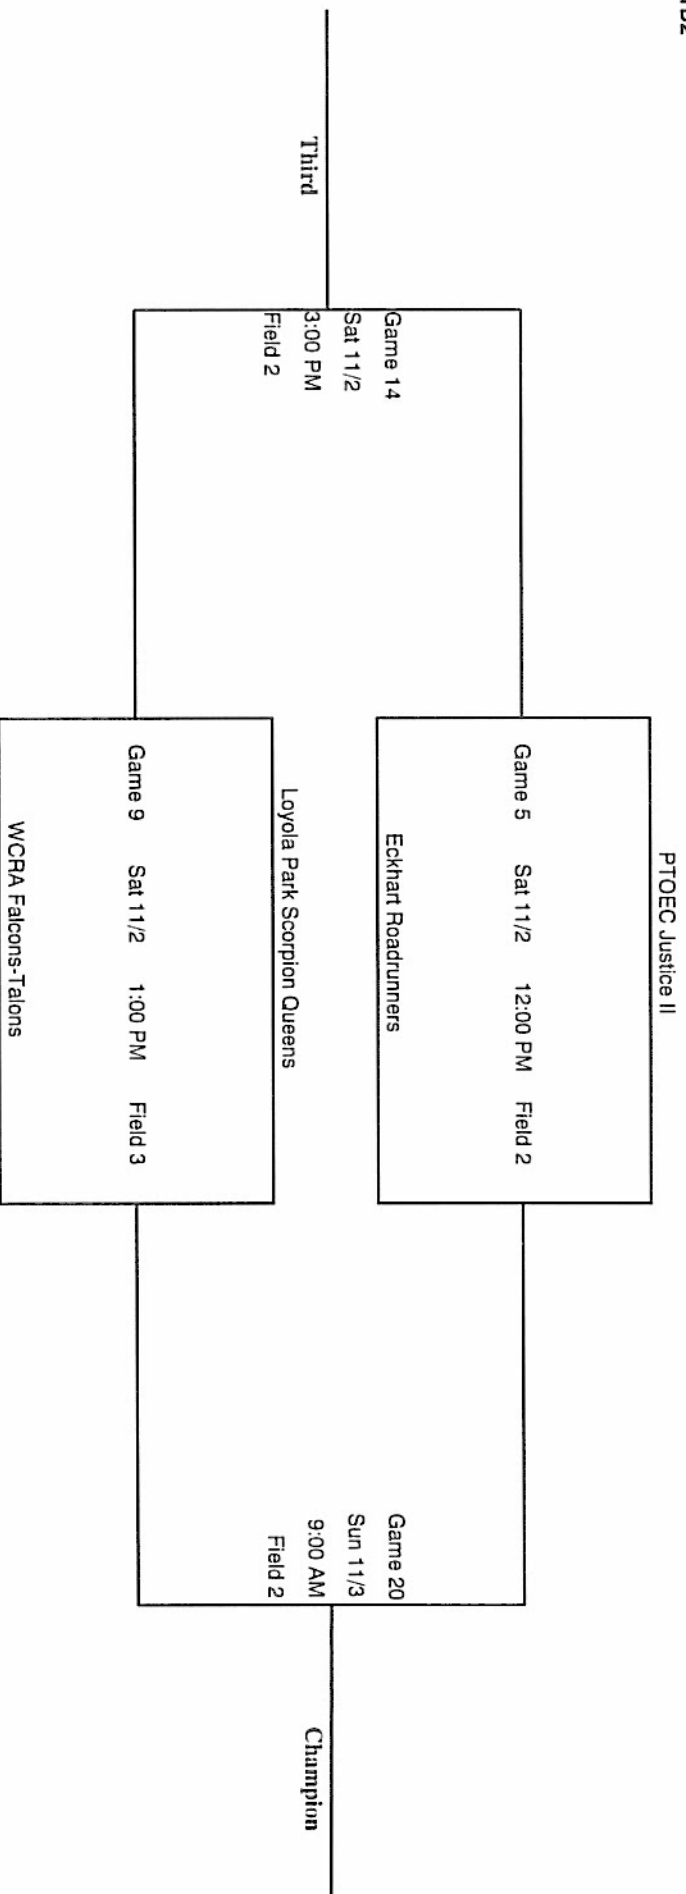 PTOEC Justice II
Game 5 Sat 11/2 12:00 PM Field 2
Eckhart Roadrunners
Game 14
Sat 11/2
3:00 PM
Field 2
Third
Game 20
Sun 11/3
9:00 AM
Field 2
Champion
Loyola Park Scorpion Queens
Game 9 Sat 11/2 1:00 PM Field 3
WCRA Falcons-Talons